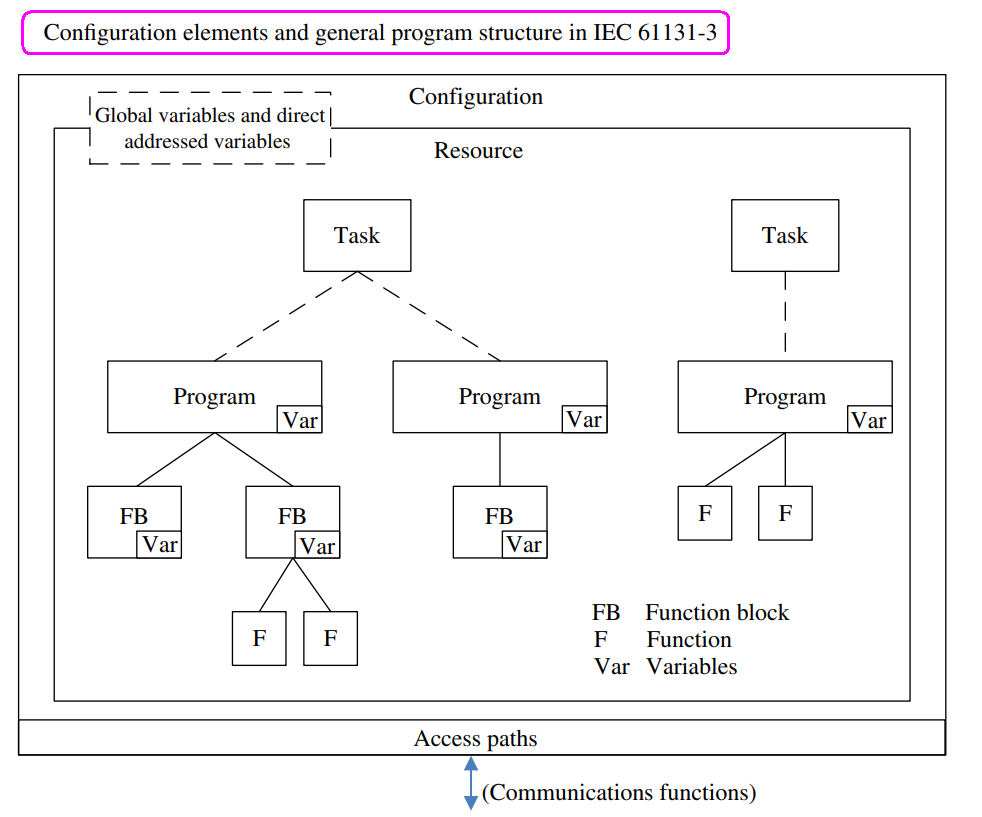 Configuration elements and general program structure in IEC 61131-3
Configuration
Global variables and direct
addressed variables
Resource
Task
Task
Program
Var
Program
Var
Program
Var
FB
Var
FB
Var
FB
Var
F
F
F
F
FB Function block
F Function
Var Variables
Access paths
(Communications functions)